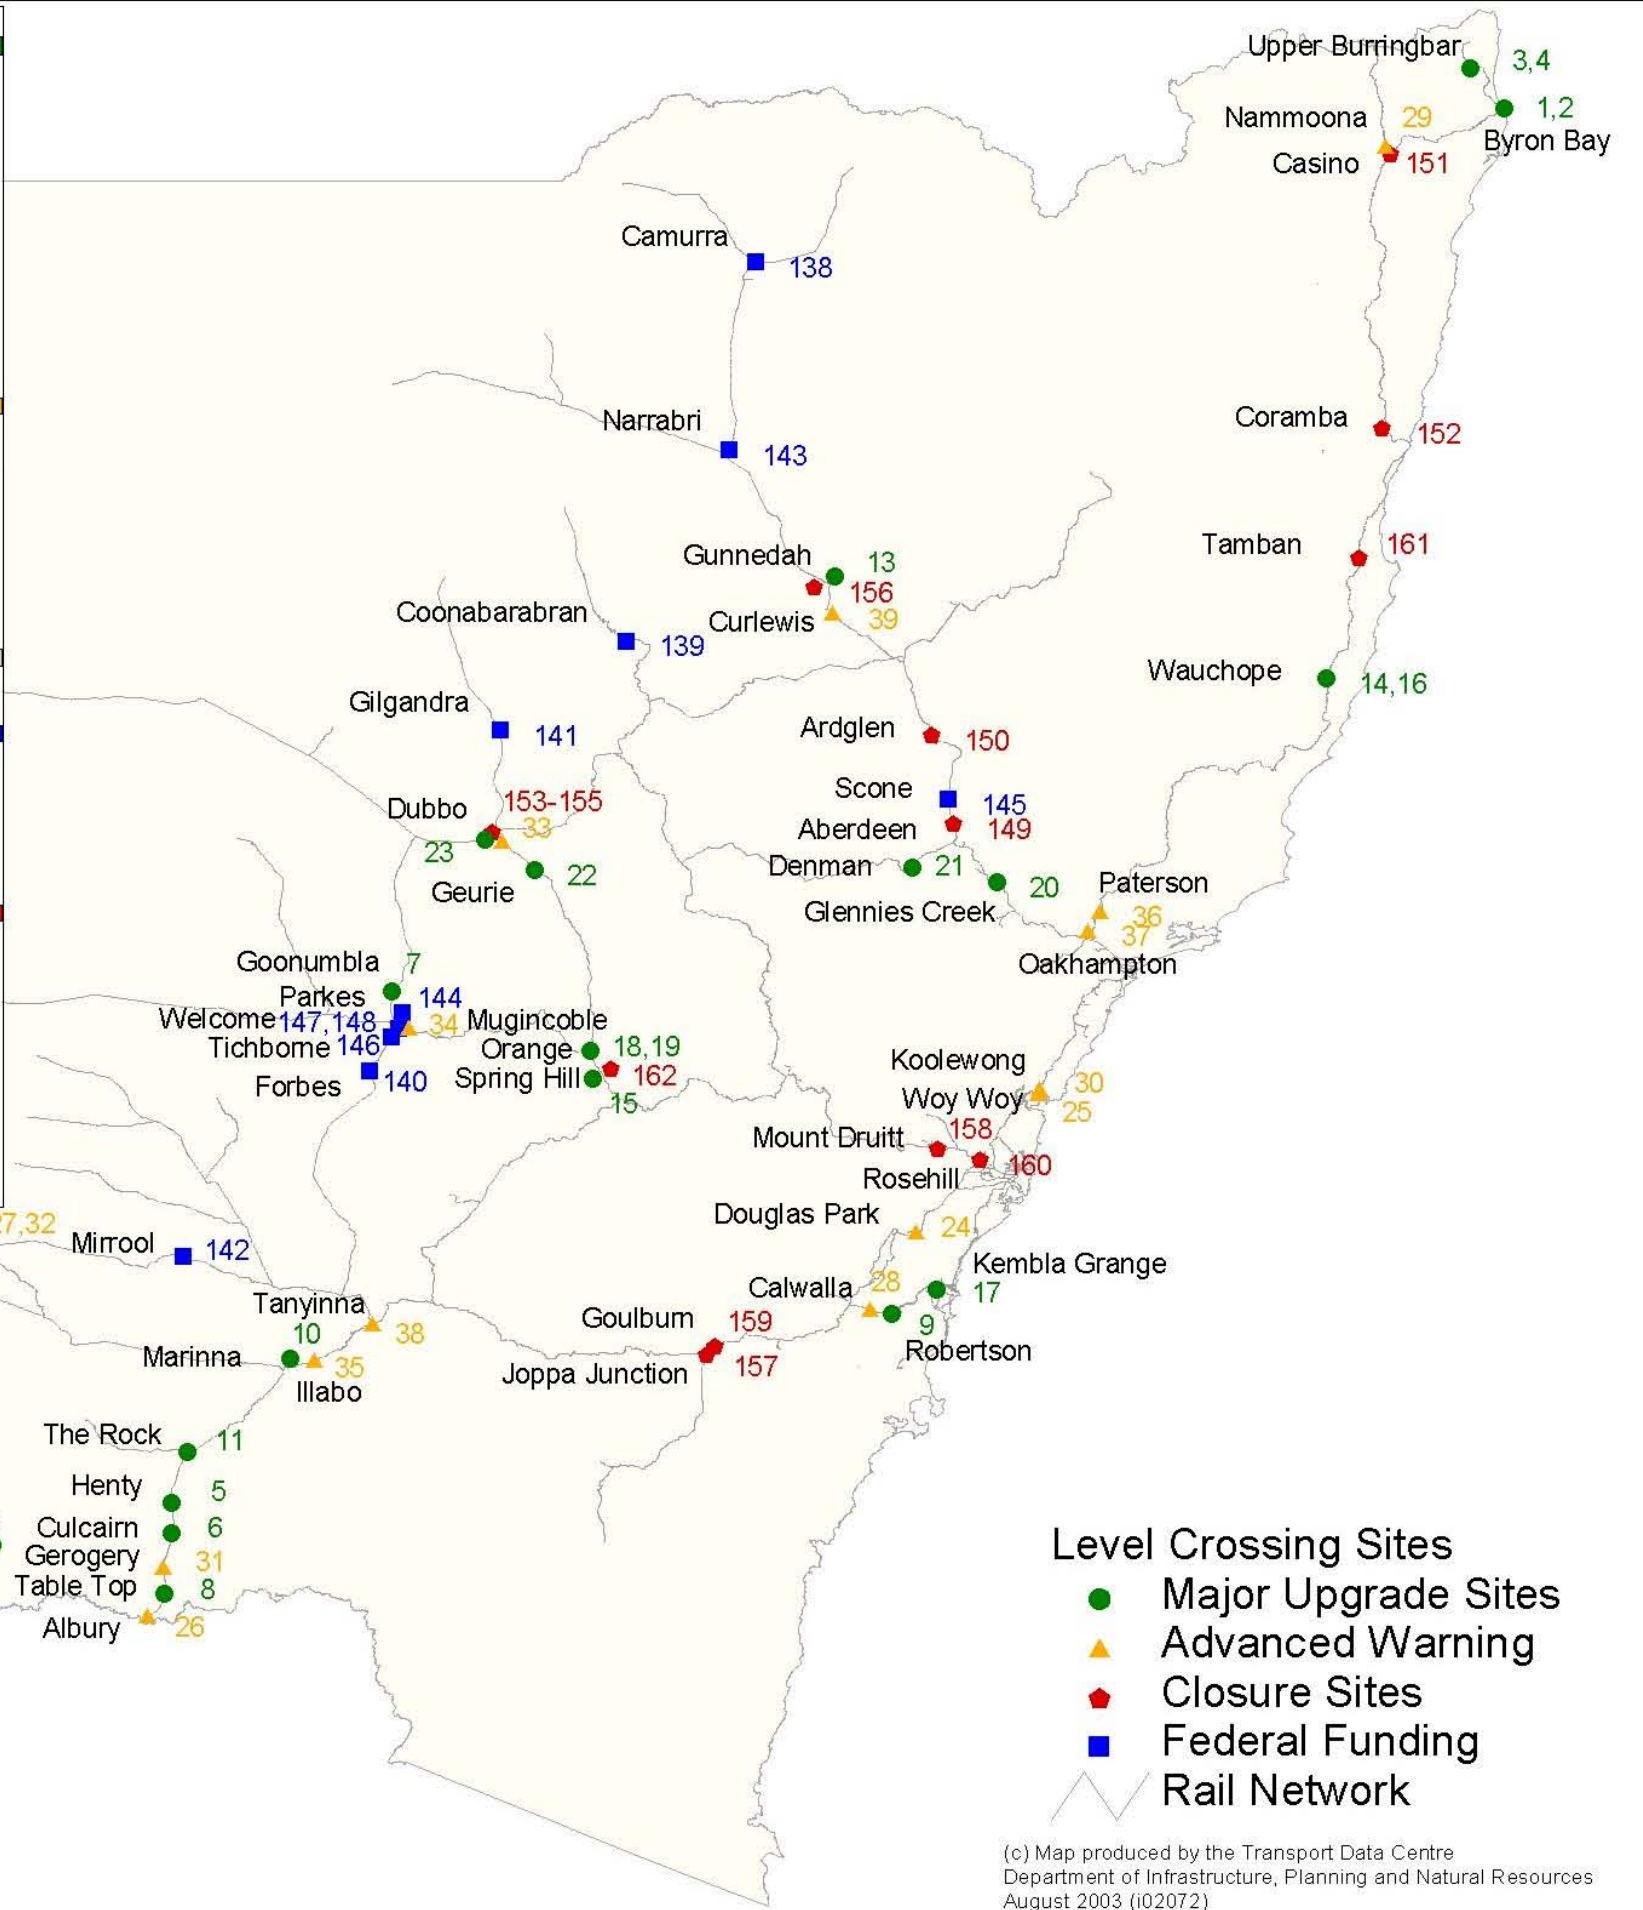 Upper Burringbar
3,4
Nammoona 29
1,2
Byron Bay
Casino 151
Camurra
138
Coramba
152
Narrabri
143
Tamban 161
Gunnedah 13
156
Curlewis 39
Coonabarabran
139
Wauchope
14,16
Gilgandra
141
Ardglen
150
Scone
145
Dubbo 153-155
33
Aberdeen 149
23
Denman 21
22
Geurie
20
Paterson
Glennies Creek
36
37
Oakhampton
Goonumbla 7
Parkes 144
Welcome 147,148 34 Mugincoble
Tichborne 146
Orange 18,19
Forbes 140
Spring Hill 162
15
Koolewong
30
Woy Woy
25
Mount Druitt 158
160
Rosehill
Douglas Park
24
7,32
Mirrool 142
Kembla Grange
Calwalla 28
17
Tanyinna
38
Goulburn 159
9
Robertson
10
Marinna
35
Illabo
Joppa Junction 157
The Rock 11
Henty 5
Culcairn 6
Gerogery 31
Table Top 8
Albury 26
Level Crossing Sites
Major Upgrade Sites
Advanced Warning
Closure Sites
Federal Funding
Rail Network
(c) Map produced by the Transport Data Centre
Department of Infrastructure, Planning and Natural Resources
August 2003 (i02072)